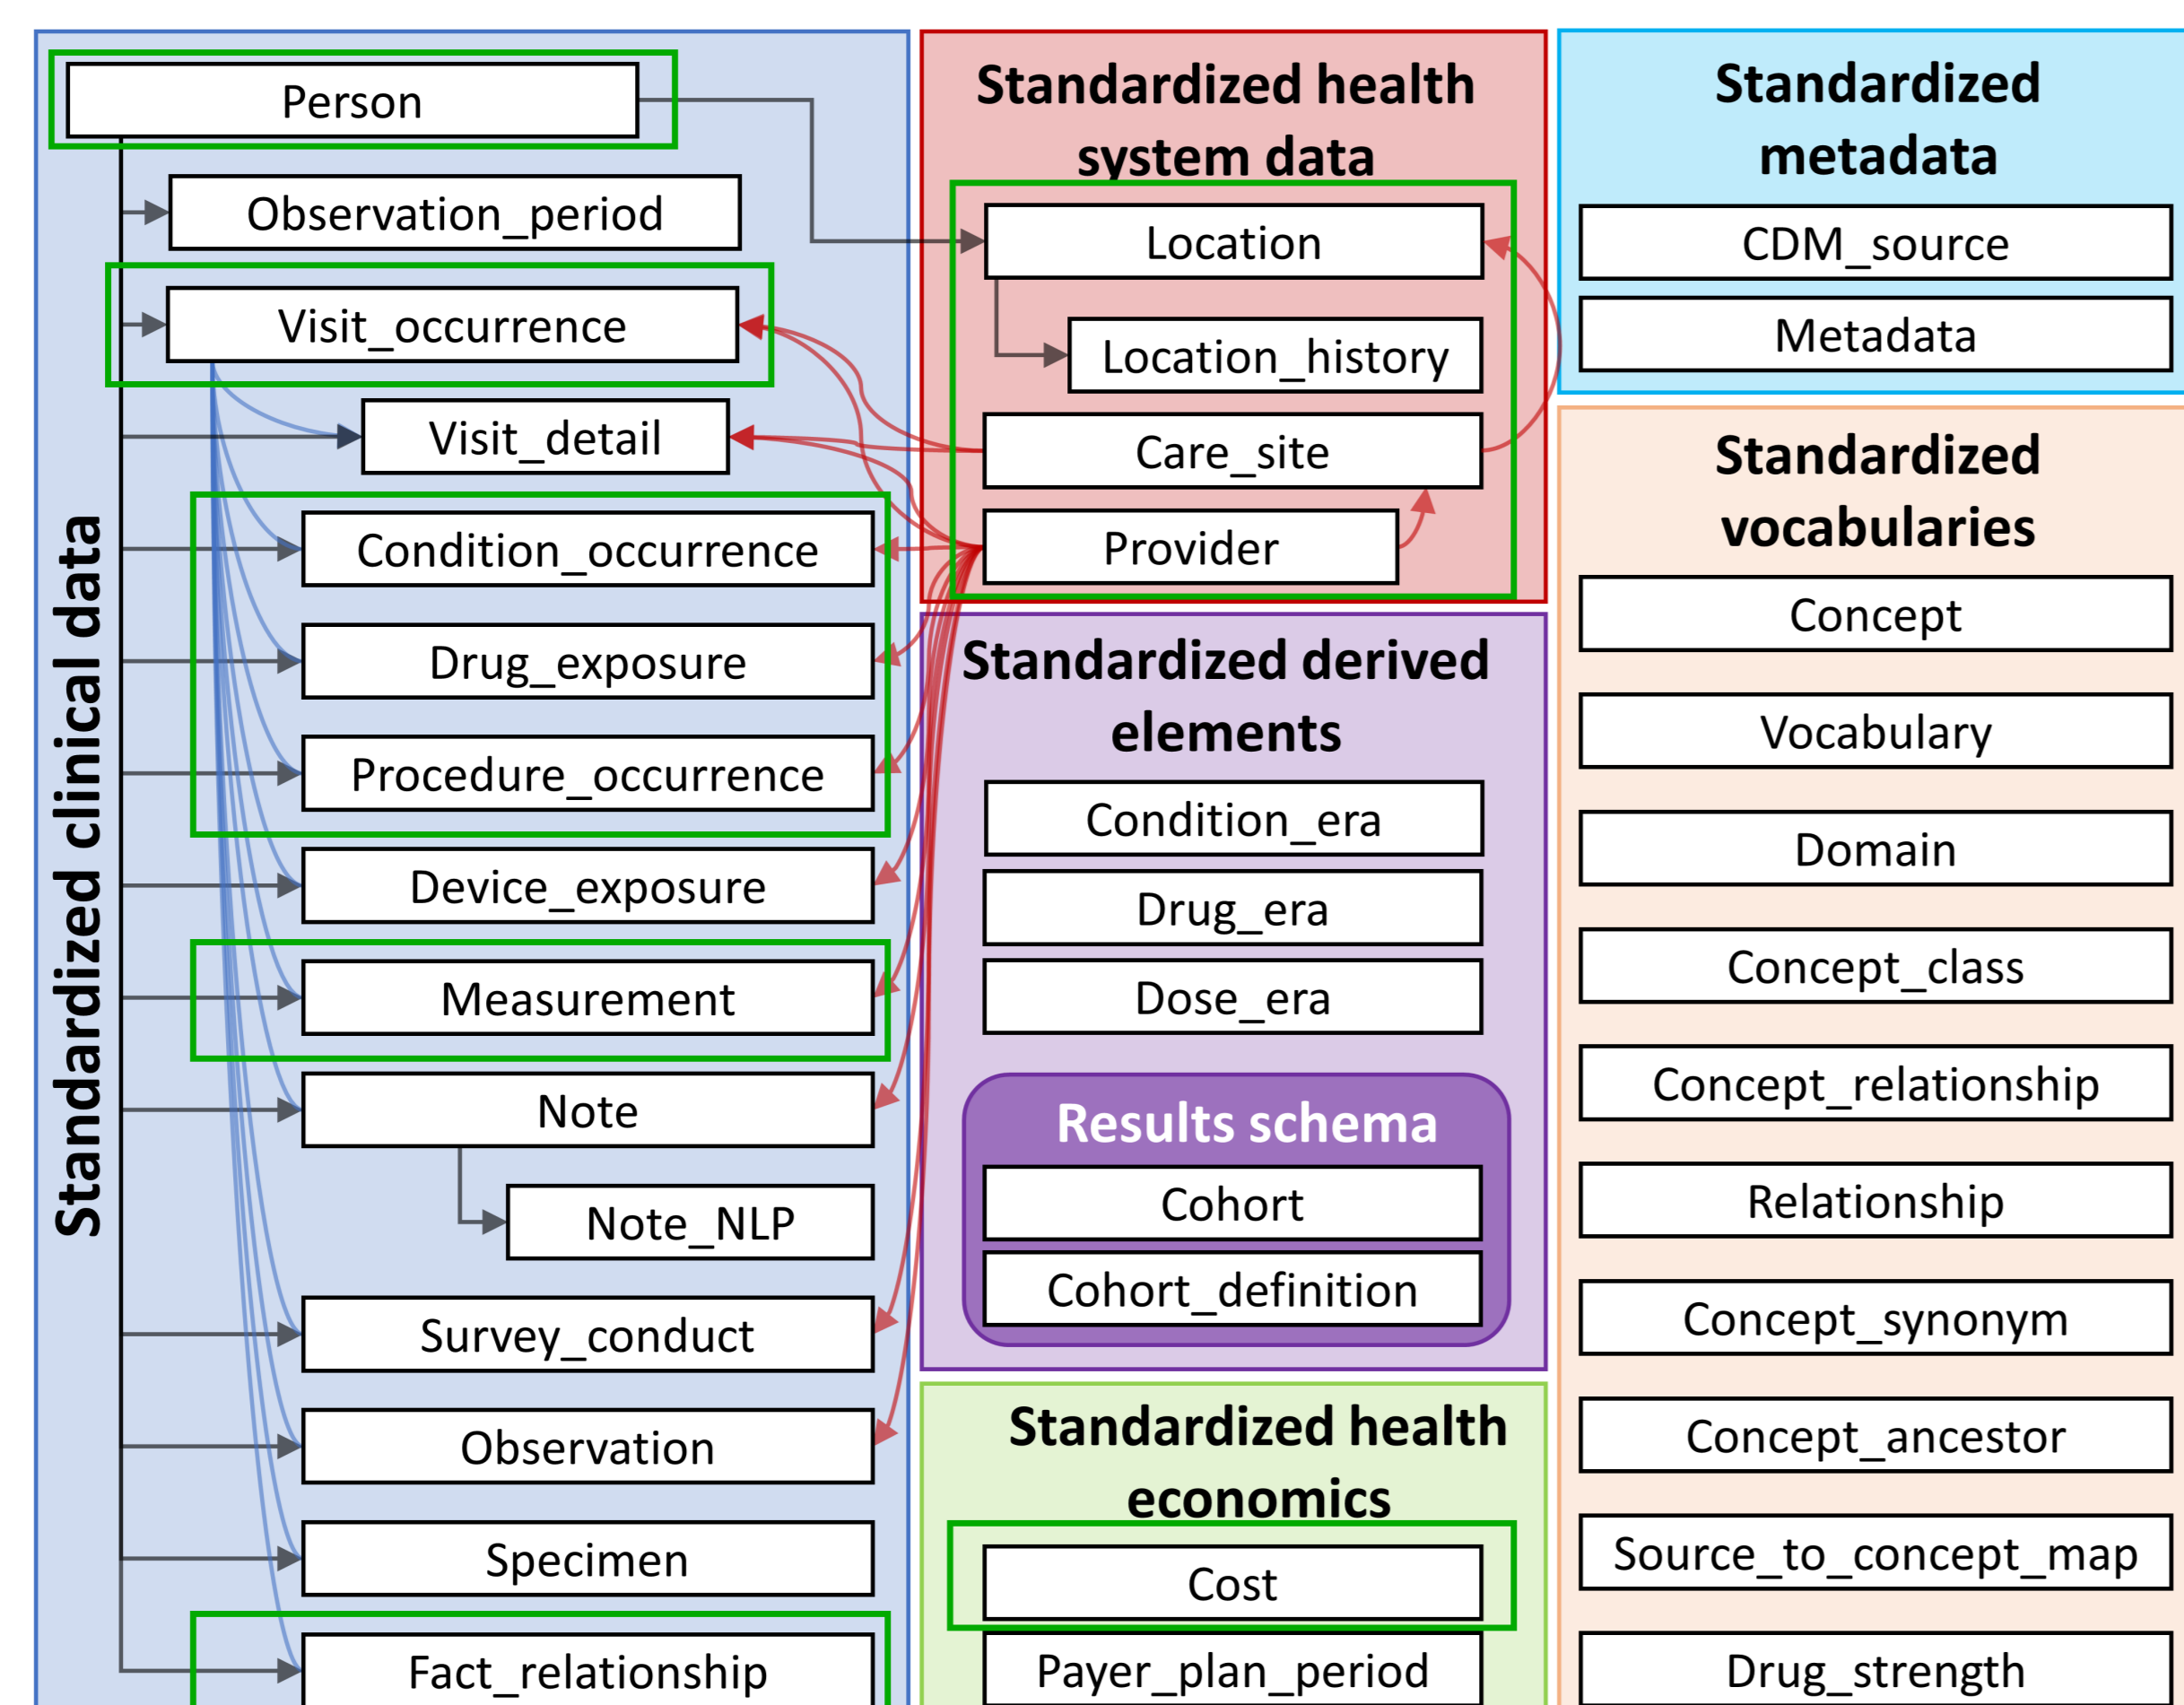 Standardized clinical data
Person
Observation_period
Visit_occurrence
Visit_detail
Condition_occurrence
Drug_exposure
Procedure_occurrence
Device_exposure
Measurement
Note
Note_NLP
Survey_conduct
Observation
Specimen
Fact_relationship
Standardized health
system data
Location
Location_history
Care_site
Provider
Standardized derived
elements
Condition_era
Drug_era
Dose_era
Results schema
Cohort
Cohort_definition
Standardized health
economics
Cost
Payer_plan_period
Standardized
metadata
CDM_source
Metadata
Standardized
vocabularies
Concept
Vocabulary
Domain
Concept_class
Concept_relationship
Relationship
Concept_synonym
Concept_ancestor
Source_to_concept_map
Drug_strength